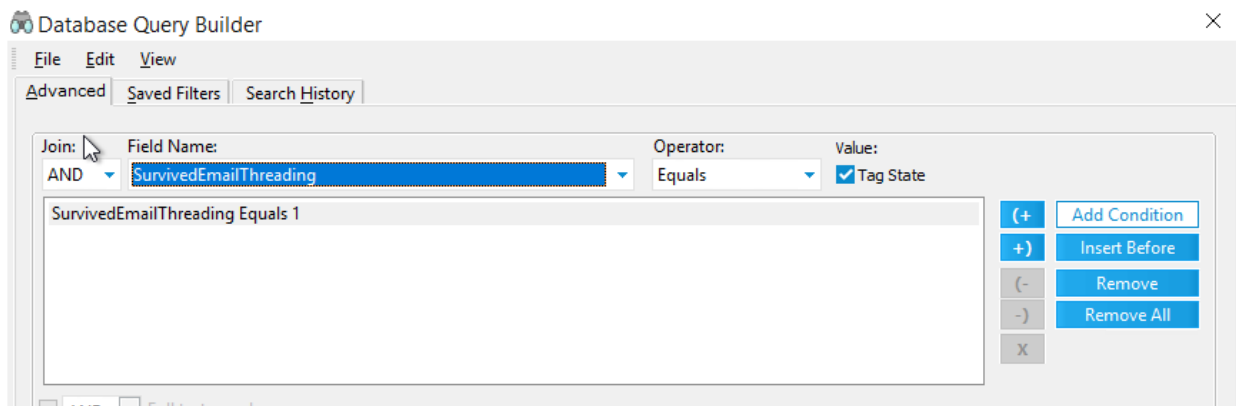 Database Query Builder
File Edit View
Advanced Saved Filters Search History
Join: Field Name: Operator: Value:
AND SurvivedEmailThreading Equals Tag State
SurvivedEmailThreading Equals 1
(+ Add Condition
+) Insert Before
(- Remove
-) Remove All
X